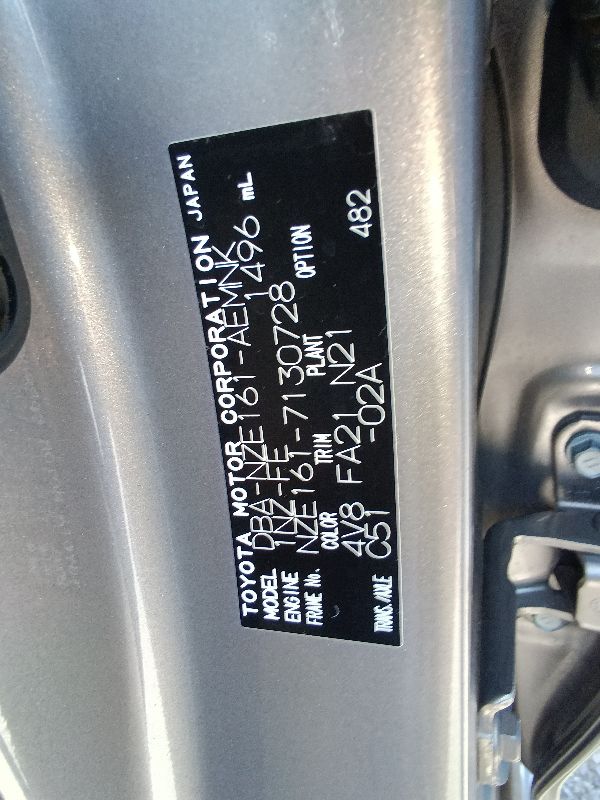 TOYOTA MOTOR CORPORATION JAPAN
MODEL DBA-NZE161-AEMNK
ENGINE 1NZ-FE 1496 mL
FRAME No. NZE161-7130728
COLOR TRIM PLANT OPTION
4V8 FA21 N21 482
TRANS./AXLE C51 -02A